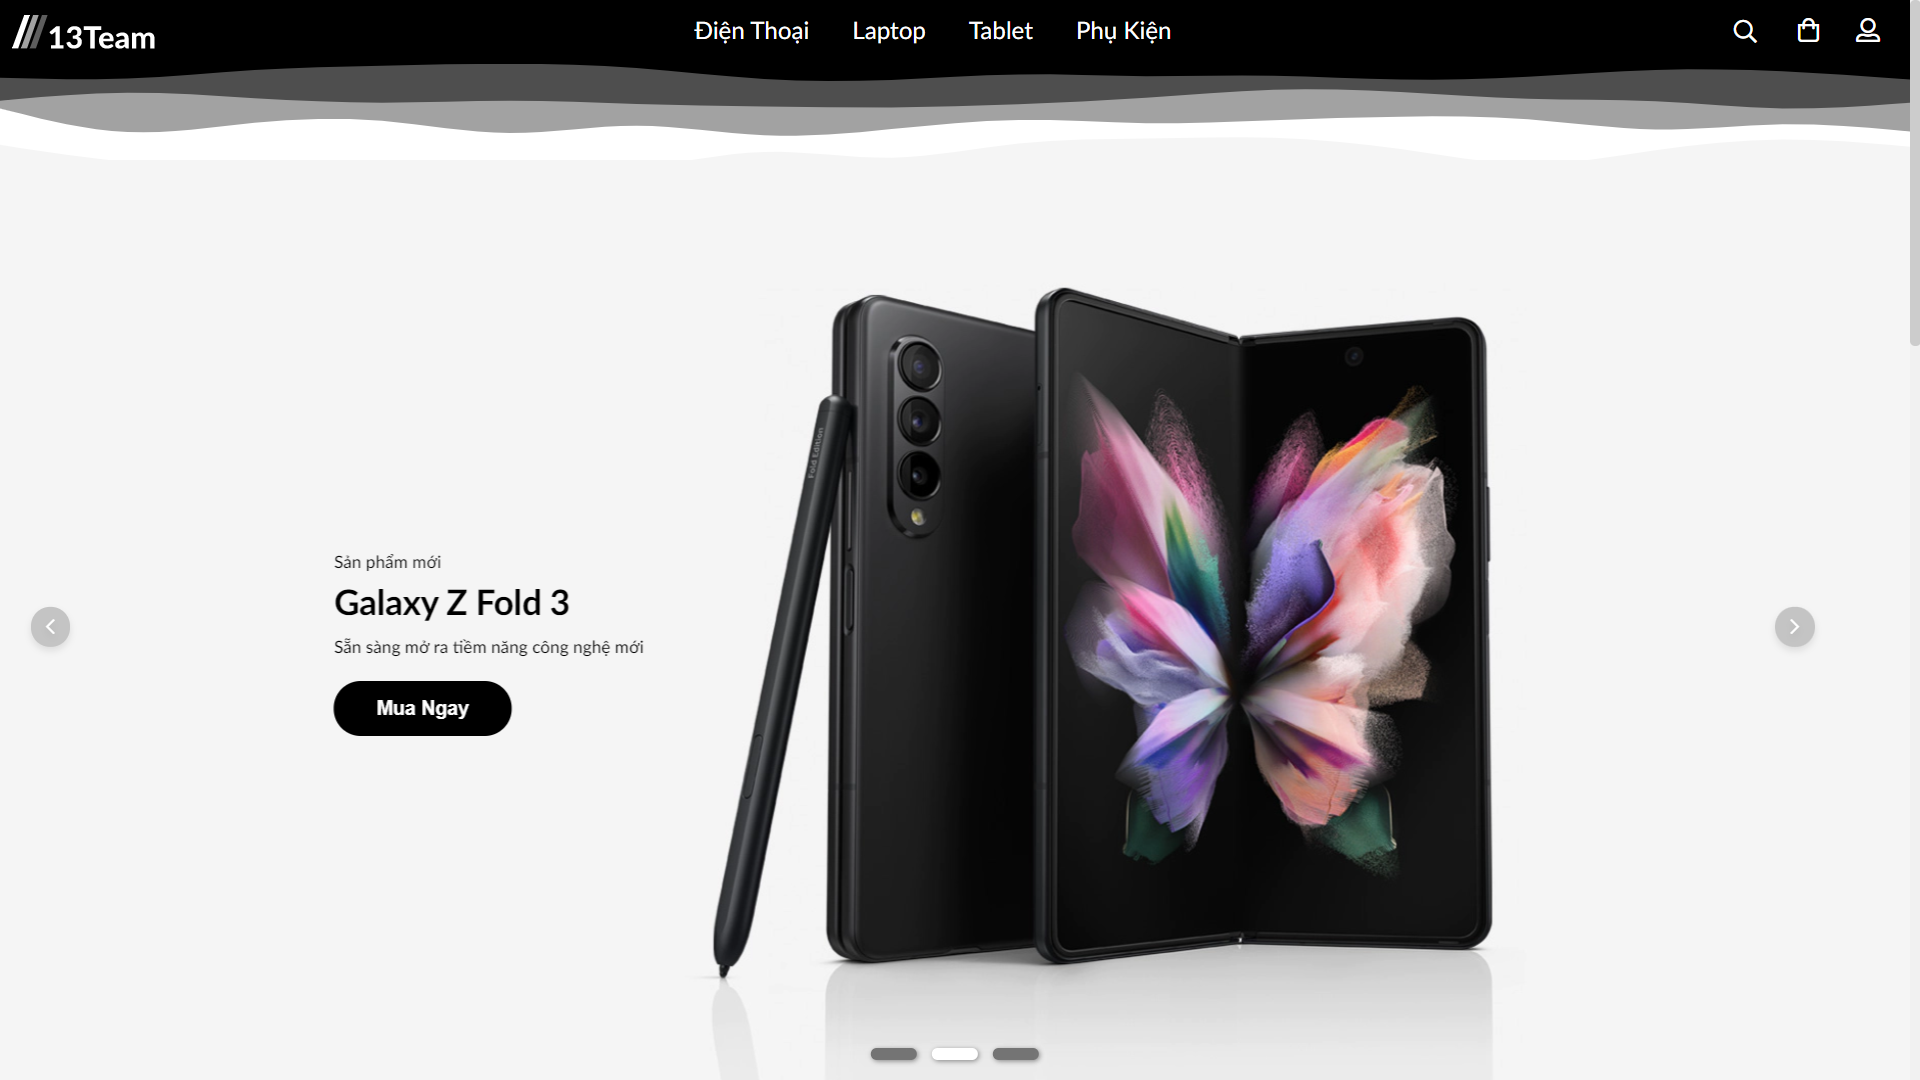 13Team
Điện Thoại
Laptop
Tablet
Phụ Kiện
Fold Edition
Sản phẩm mới
Galaxy Z Fold 3
Sẵn sàng mở ra tiềm năng công nghệ mới
Mua Ngay